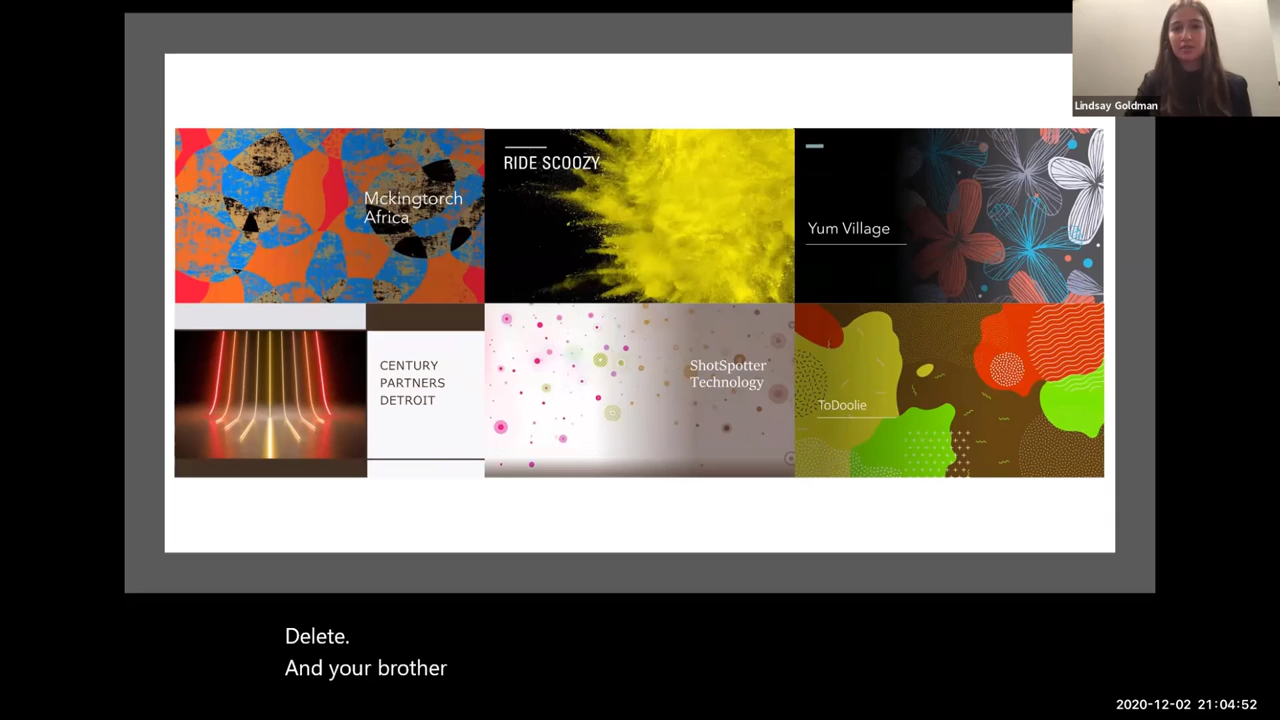 Lindsay Goldman
Mckingtorch
Africa
RIDE SCOOZY
Yum Village
CENTURY
PARTNERS
DETROIT
ShotSpotter
Technology
ToDoolie
Delete.
And your brother
2020-12-02 21:04:52